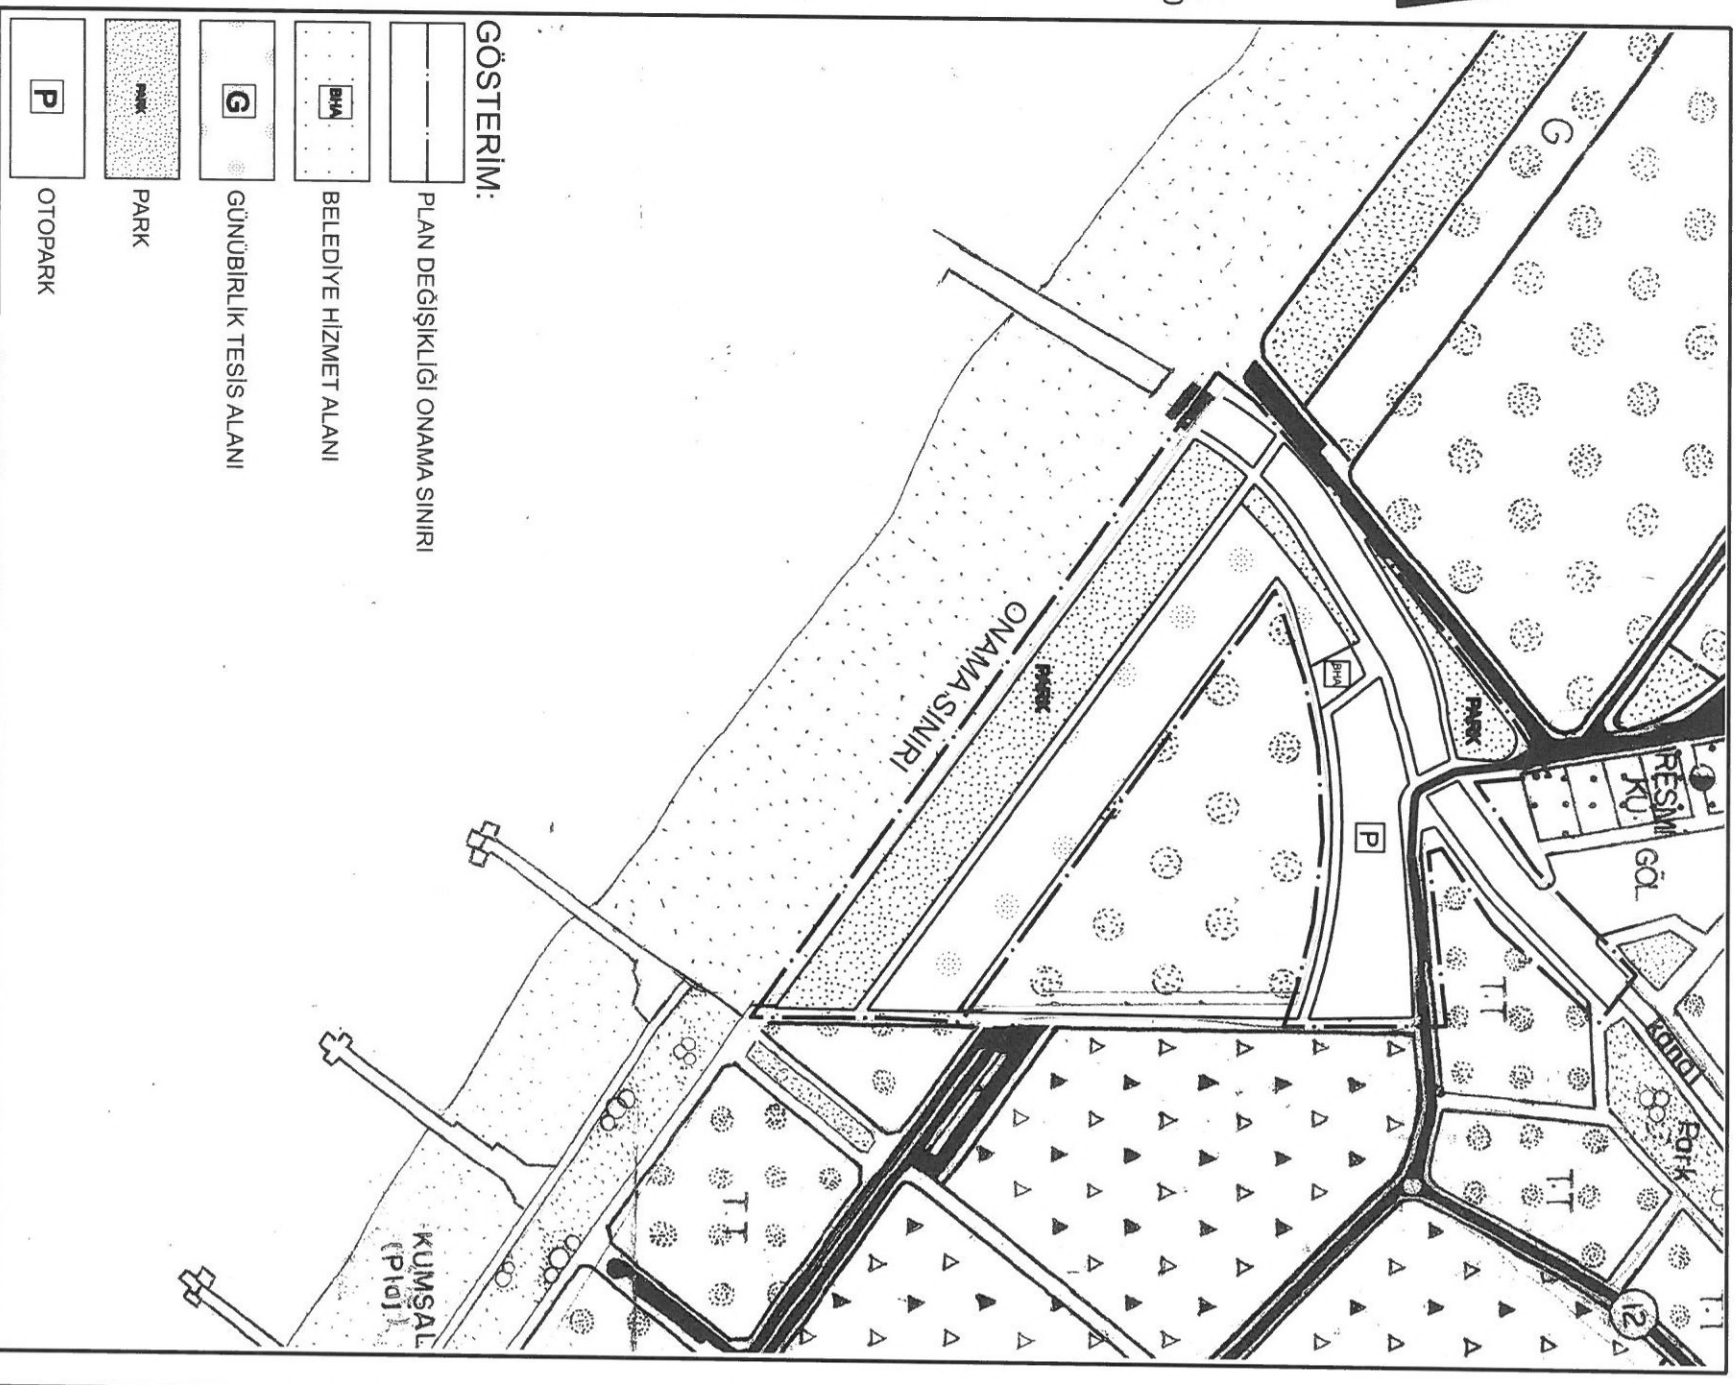 GÖSTERİM:
PLAN DEĞİŞİKLİĞİ ONAMA SINIRI
BHA
BELEDİYE HİZMET ALANI
G
GÜNÜBİRLİK TESİS ALANI
PARK
PARK
P
OTOPARK
G
ONAMA SINIRI
PARK
BHA
PARK
P
RESMİ
KU.
GÖL
T.T
Kanal
Park
T.T
T.T
12
T.T
KUMSAL
(Plaj)